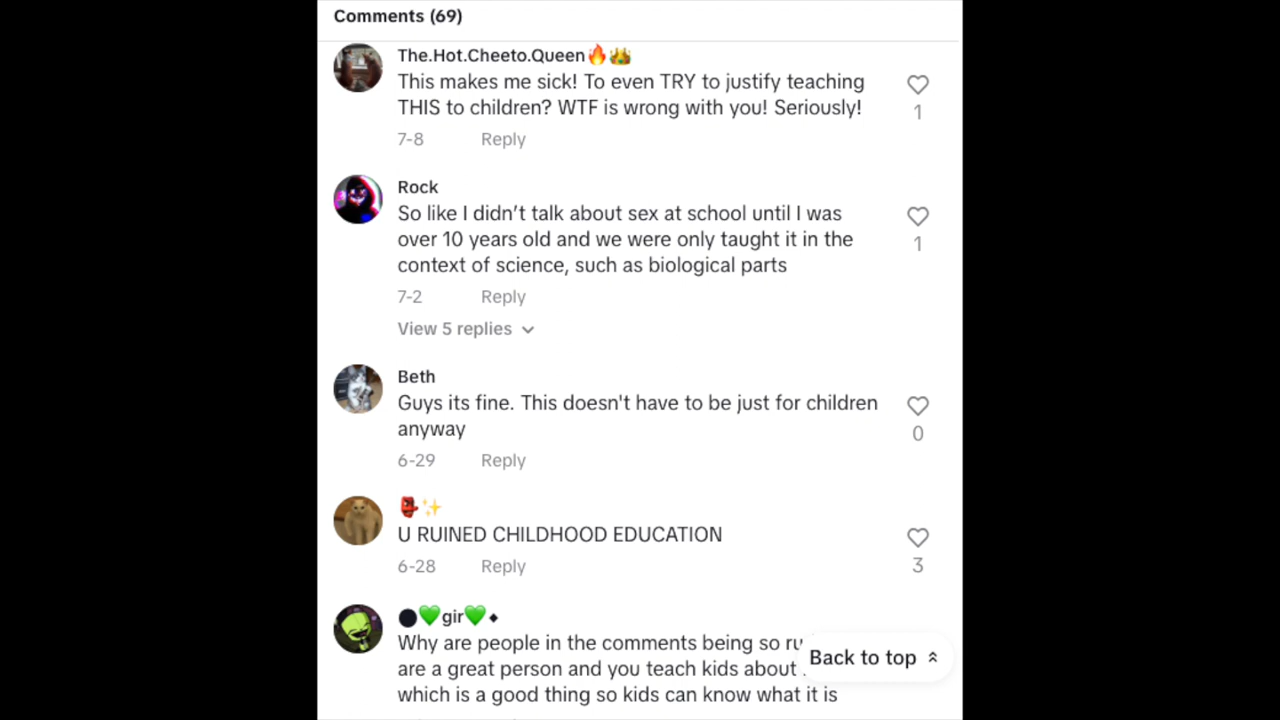 Comments (69)
The.Hot.Cheeto.Queen🔥👑
This makes me sick! To even TRY to justify teaching
THIS to children? WTF is wrong with you! Seriously!
1
7-8 Reply
Rock
So like I didn’t talk about sex at school until I was
over 10 years old and we were only taught it in the
context of science, such as biological parts
1
7-2 Reply
View 5 replies
Beth
Guys its fine. This doesn't have to be just for children
anyway
0
6-29 Reply
👺✨
U RUINED CHILDHOOD EDUCATION
3
6-28 Reply
🌑💚gir💚⬩
Why are people in the comments being so
are a great person and you teach kids about
which is a good thing so kids can know what it is
Back to top